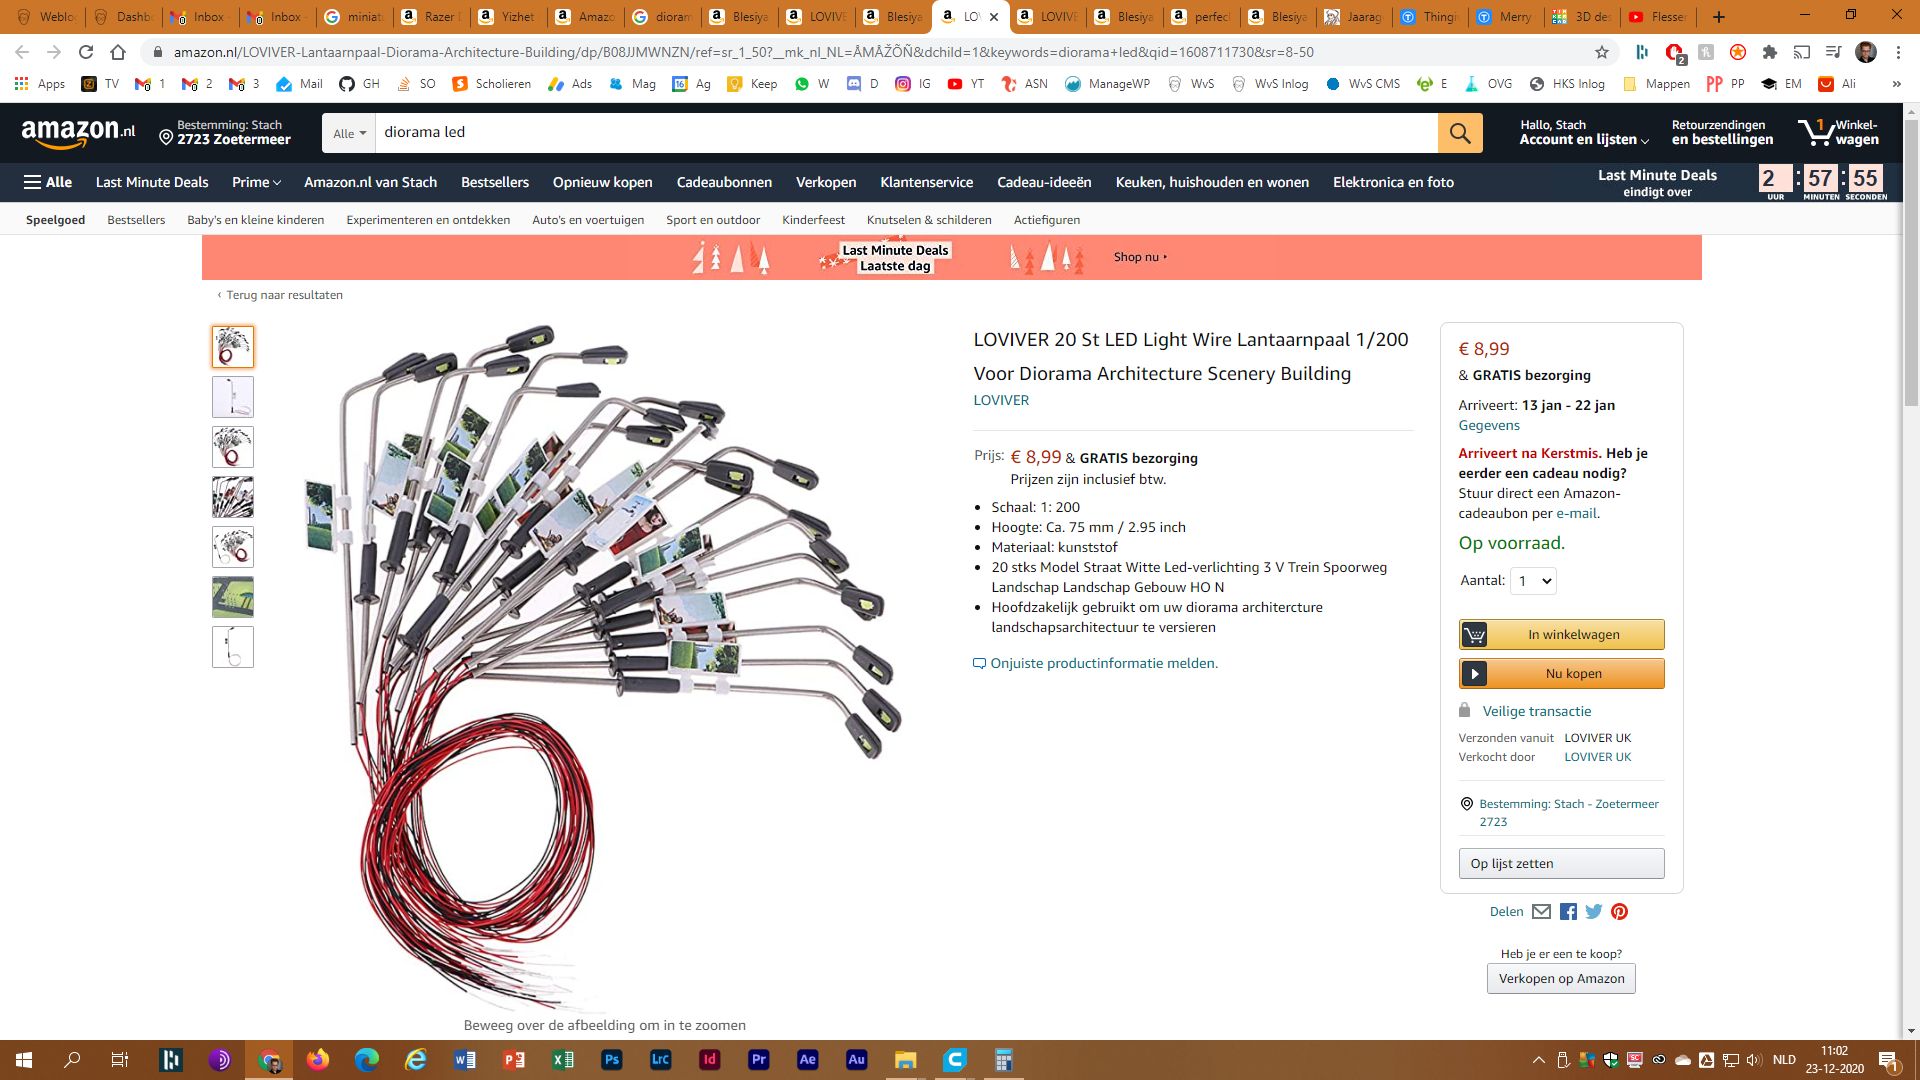 Weblo
Dashbo
Inbox
Inbox
miniatu
Razer
Yizhet
Amazo
dioram
Blesiya
LOVIVE
Blesiya
LOV
LOVIVE
Blesiya
perfec
Blesiya
Jaarag
Thing
Merry
3D des
Flesser
amazon.nl/LOVIVER-Lantaarnpaal-Diorama-Architecture-Building/dp/B08JJMWNZN/ref=sr_1_50?__mk_nl_NL=ÅMÅŽÕÑ&dchild=1&keywords=diorama+led&qid=1608711730&sr=8-50
Apps TV 1 2 3 Mail GH SO Scholieren Ads Mag Ag Keep W D IG YT ASN ManageWP WvS WvS Inlog WvS CMS E OVG HKS Inlog Mappen PP EM Ali »
amazon.nl
Bestemming: Stach
2723 Zoetermeer
Alle
diorama led
Hallo, Stach
Account en lijsten
Retourzendingen
en bestellingen
1
Winkel-
wagen
Alle Last Minute Deals Prime Amazon.nl van Stach Bestsellers Opnieuw kopen Cadeaubonnen Verkopen Klantenservice Cadeau-ideeën Keuken, huishouden en wonen Elektronica en foto
Last Minute Deals
eindigt over
2 : 57 : 55
UUR MINUTEN SECONDEN
Speelgoed Bestsellers Baby's en kleine kinderen Experimenteren en ontdekken Auto's en voertuigen Sport en outdoor Kinderfeest Knutselen & schilderen Actiefiguren
Last Minute Deals
Laatste dag
Shop nu
‹ Terug naar resultaten
LOVIVER 20 St LED Light Wire Lantaarnpaal 1/200
Voor Diorama Architecture Scenery Building
LOVIVER
Prijs: € 8,99 & GRATIS bezorging
Prijzen zijn inclusief btw.
• Schaal: 1: 200
• Hoogte: Ca. 75 mm / 2.95 inch
• Materiaal: kunststof
• 20 stks Model Straat Witte Led-verlichting 3 V Trein Spoorweg
Landschap Landschap Gebouw HO N
• Hoofdzakelijk gebruikt om uw diorama architercture
landschapsarchitectuur te versieren
Onjuiste productinformatie melden.
Beweeg over de afbeelding om in te zoomen
€ 8,99
& GRATIS bezorging
Arriveert: 13 jan - 22 jan
Gegevens
Arriveert na Kerstmis. Heb je
eerder een cadeau nodig?
Stuur direct een Amazon-
cadeaubon per e-mail.
Op voorraad.
Aantal: 1
In winkelwagen
Nu kopen
Veilige transactie
Verzonden vanuit LOVIVER UK
Verkocht door LOVIVER UK
Bestemming: Stach - Zoetermeer
2723
Op lijst zetten
Delen
Heb je er een te koop?
Verkopen op Amazon
Ps Lrc Id Pr Ae Au
NLD
11:02
23-12-2020
1